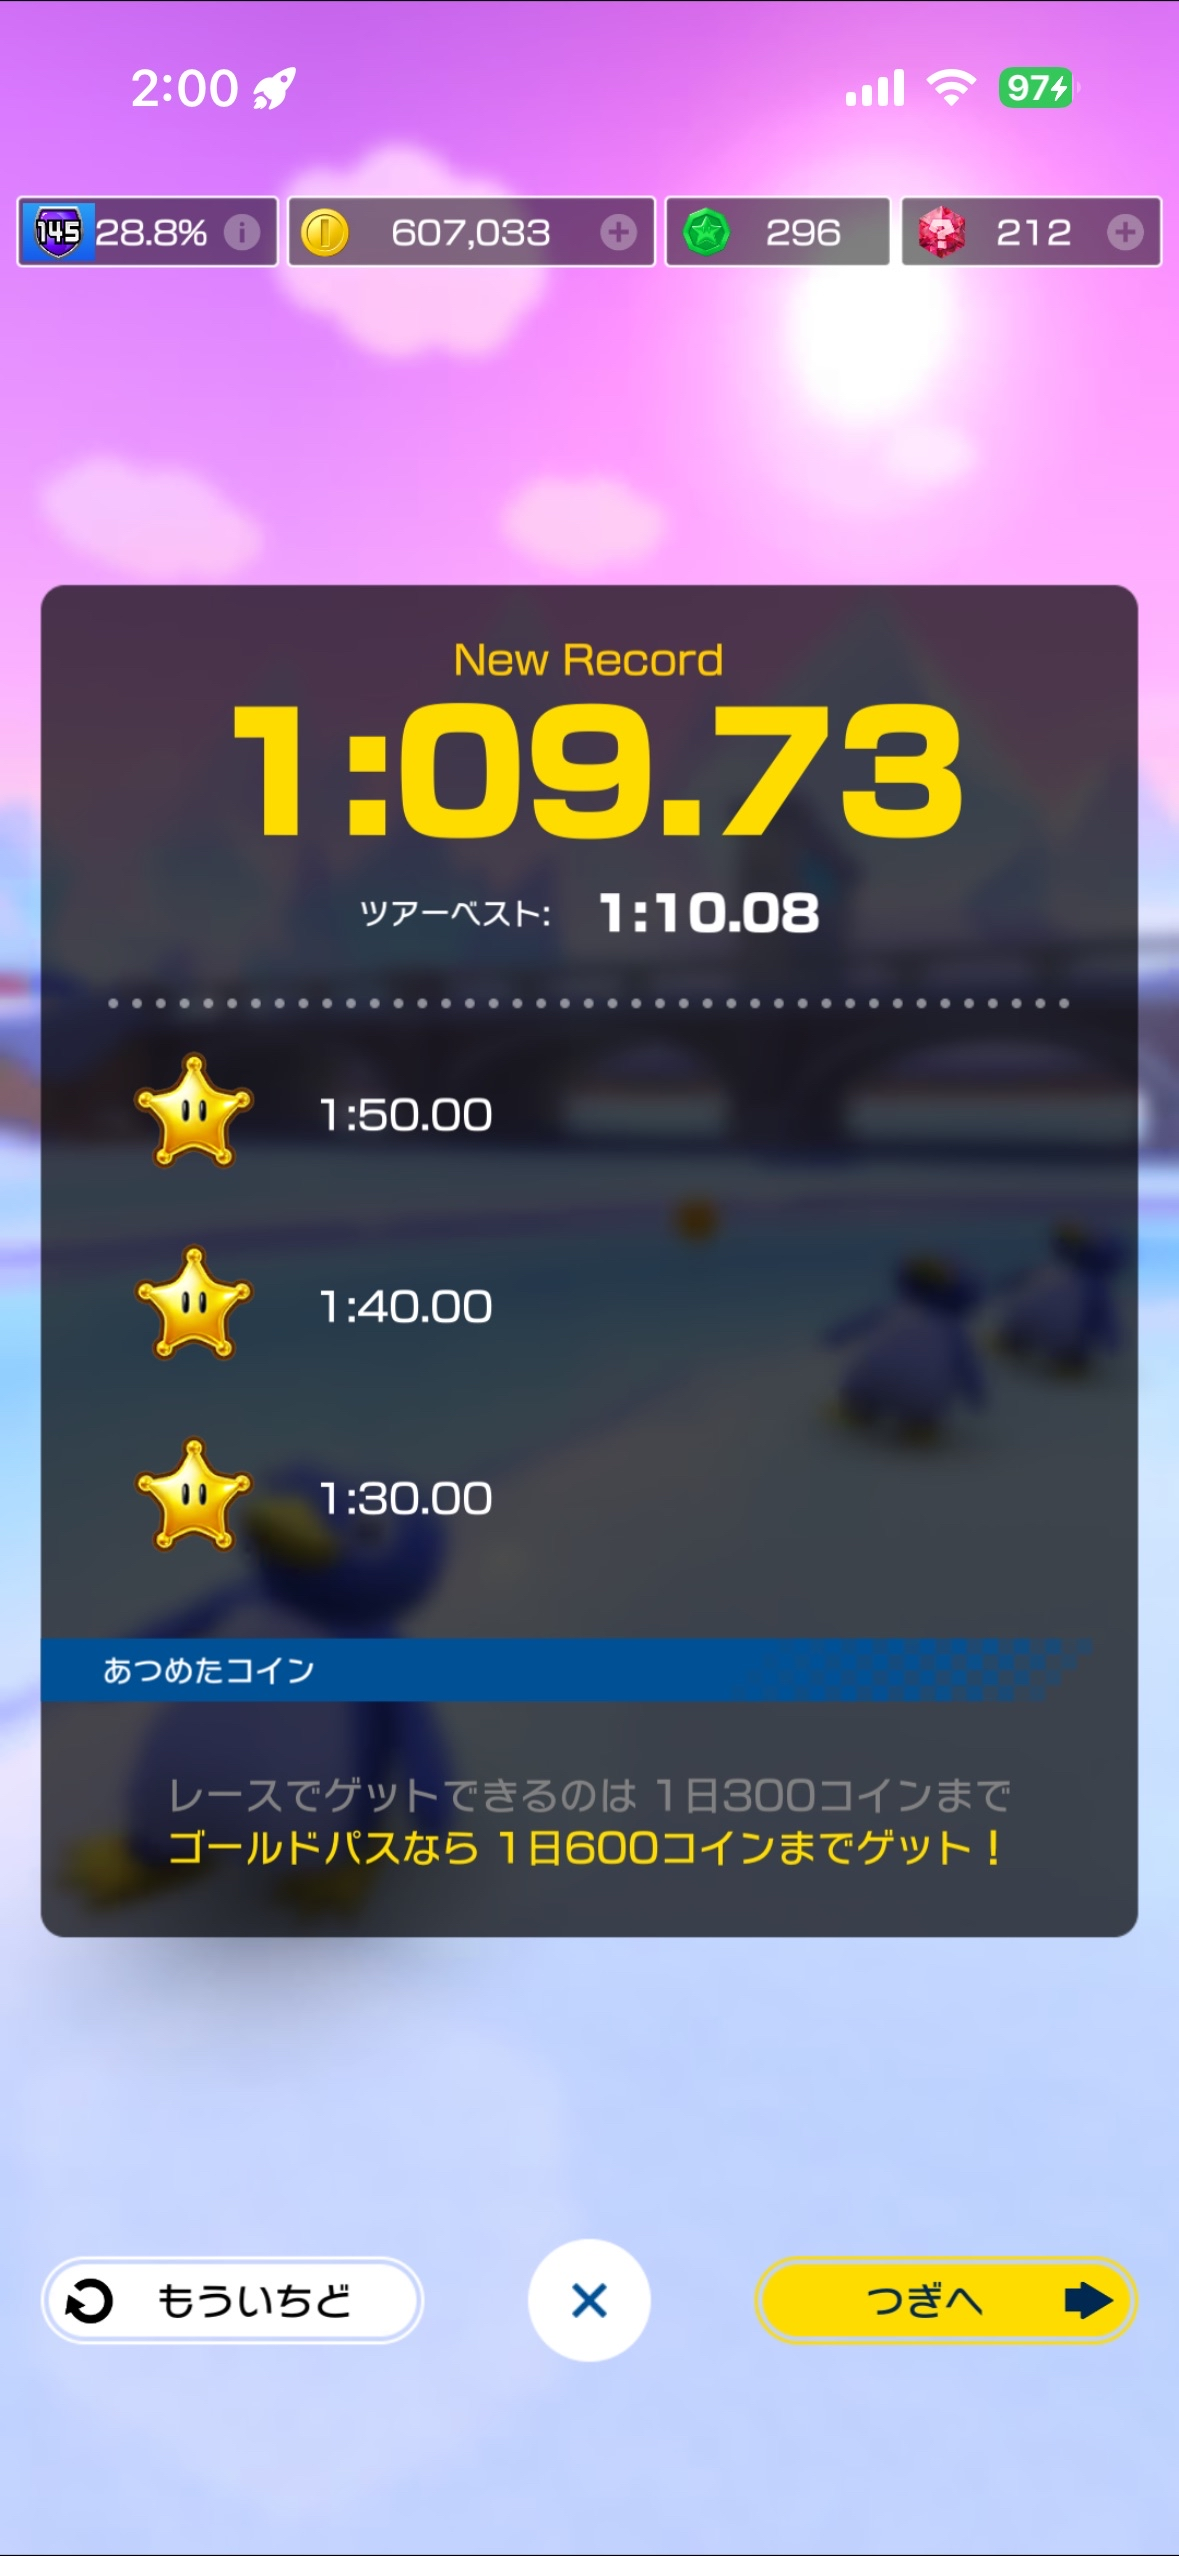 2:00 97
145 28.8% i 607,033 + 296 212 +
New Record
1:09.73
ツアーベスト: 1:10.08
1:50.00
1:40.00
1:30.00
あつめたコイン
レースでゲットできるのは 1日300コインまで
ゴールドパスなら 1日600コインまでゲット！
もういちど × つぎへ